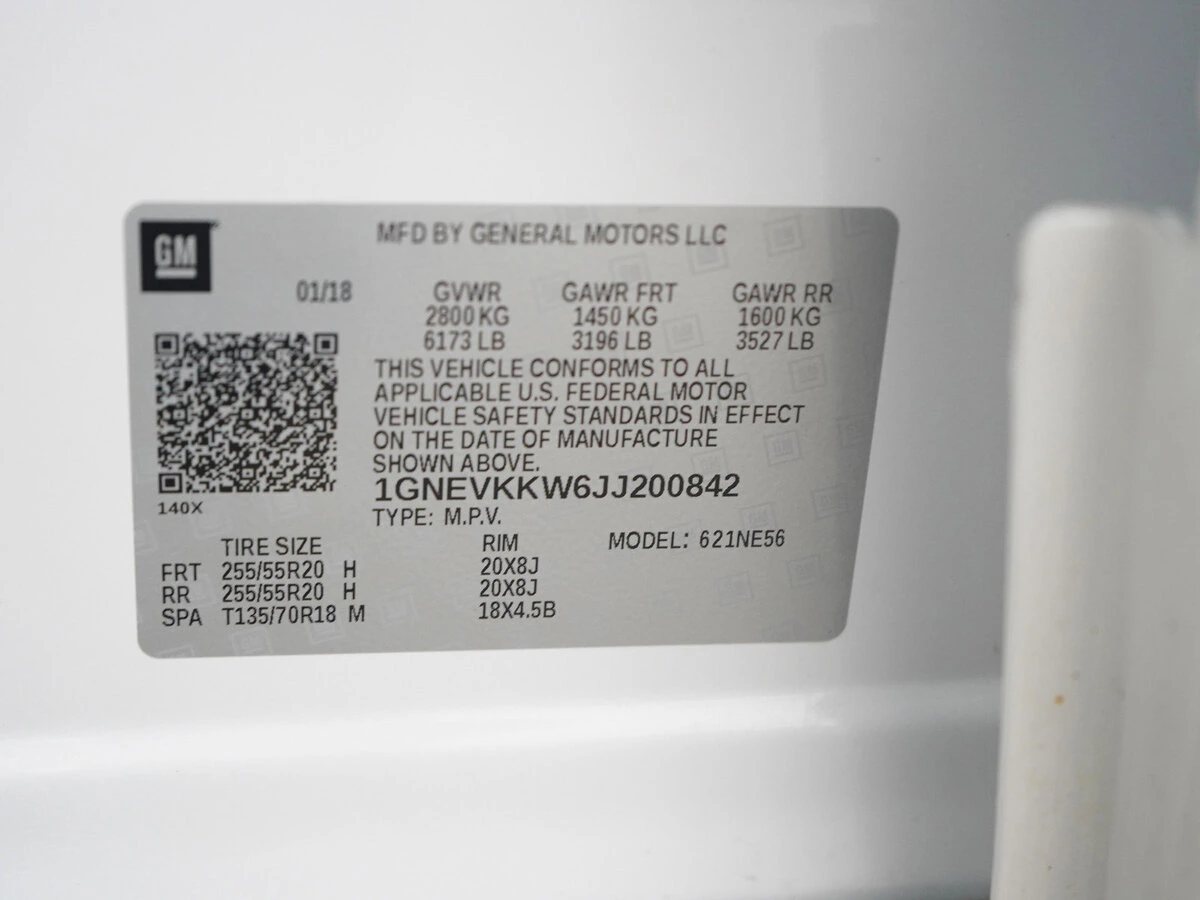 GM
MFD BY GENERAL MOTORS LLC
01/18 GVWR GAWR FRT GAWR RR
2800 KG 1450 KG 1600 KG
6173 LB 3196 LB 3527 LB
THIS VEHICLE CONFORMS TO ALL
APPLICABLE U.S. FEDERAL MOTOR
VEHICLE SAFETY STANDARDS IN EFFECT
ON THE DATE OF MANUFACTURE
SHOWN ABOVE.
1GNEVKKW6JJ200842
140X
TYPE: M.P.V.
TIRE SIZE RIM MODEL: 621NE56
FRT 255/55R20 H 20X8J
RR 255/55R20 H 20X8J
SPA T135/70R18 M 18X4.5B